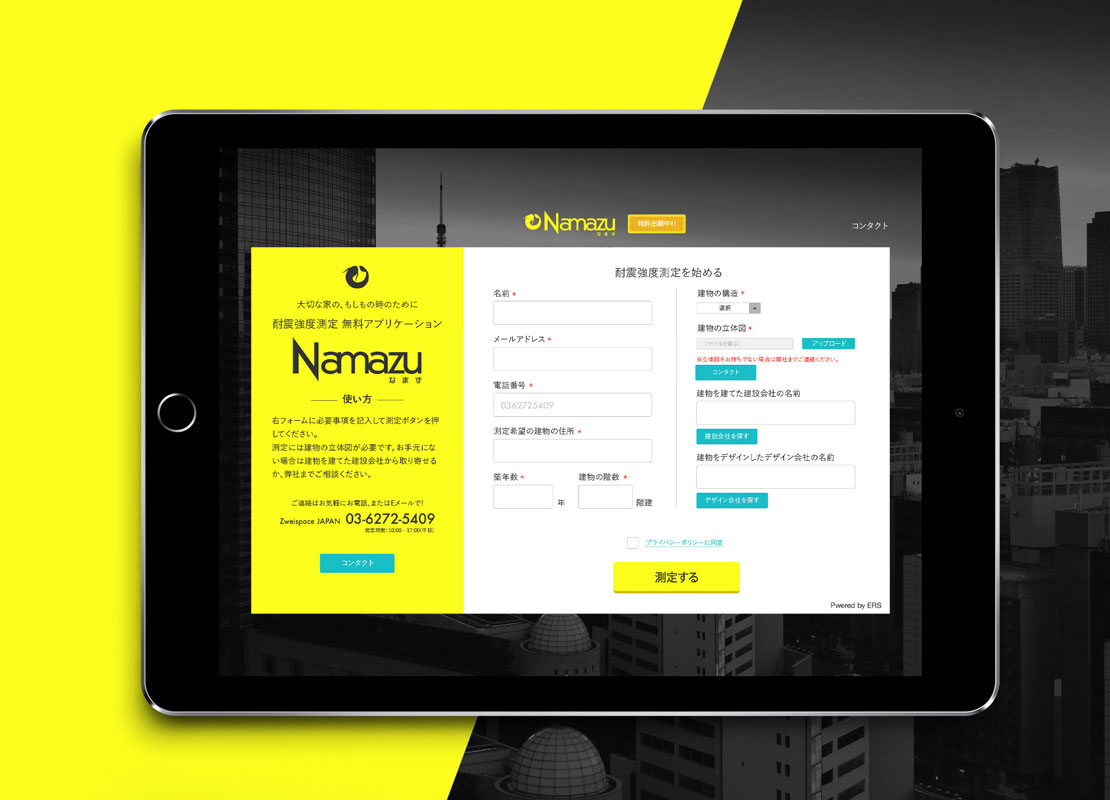 Namazu
なまず
特許出願中!!
コンタクト
大切な家の、もしもの時のために
耐震強度測定 無料アプリケーション
Namazu
なまず
使い方
右フォームに必要事項を記入して測定ボタンを押
してください。
測定には建物の立体図が必要です。お手元にな
い場合は建物を建てた建設会社から取り寄せる
か、弊社までご相談ください。
ご連絡はお気軽にお電話、またはEメールで!
Zweispace JAPAN 03-6272-5409
営業時間:10:00 - 17:00(平日)
コンタクト
耐震強度測定を始める
名前 *
メールアドレス *
電話番号 *
0362725409
測定希望の建物の住所 *
築年数 *
年
建物の階数 *
階建
建物の構造 *
選択
建物の立体図 *
ファイルを選ぶ
アップロード
※立体図をお持ちでない場合は弊社までご連絡ください。
コンタクト
建物を建てた建設会社の名前
建設会社を探す
建物をデザインしたデザイン会社の名前
デザイン会社を探す
プライバシーポリシーに同意
測定する
Pwered by ERS